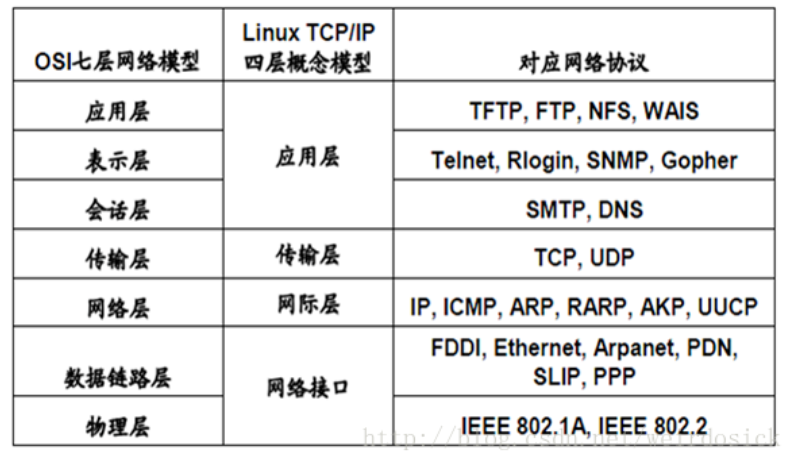 OSI七层网络模型
Linux TCP/IP
四层概念模型
对应网络协议
应用层
应用层
TFTP, FTP, NFS, WAIS
表示层
Telnet, Rlogin, SNMP, Gopher
会话层
SMTP, DNS
传输层
传输层
TCP, UDP
网络层
网际层
IP, ICMP, ARP, RARP, AKP, UUCP
数据链路层
网络接口
FDDI, Ethernet, Arpanet, PDN,
SLIP, PPP
物理层
IEEE 802.1A, IEEE 802.2
http://blog.csdn.net/weirdosick